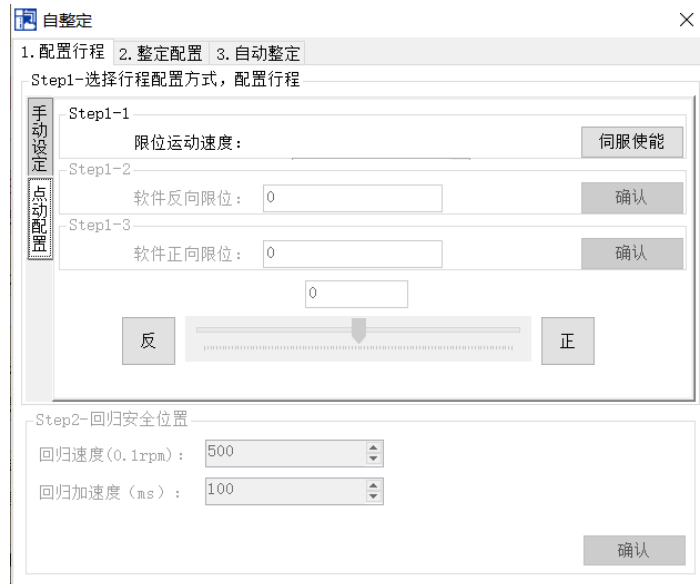 自整定
1.配置行程 2.整定配置 3.自动整定
Step1-选择行程配置方式，配置行程
手动设定
点动配置
Step1-1
限位运动速度：
伺服使能
Step1-2
软件反向限位： 0 确认
Step1-3
软件正向限位： 0 确认
0
反
正
Step2-回归安全位置
回归速度(0.1rpm)： 500
回归加速度（ms）： 100
确认